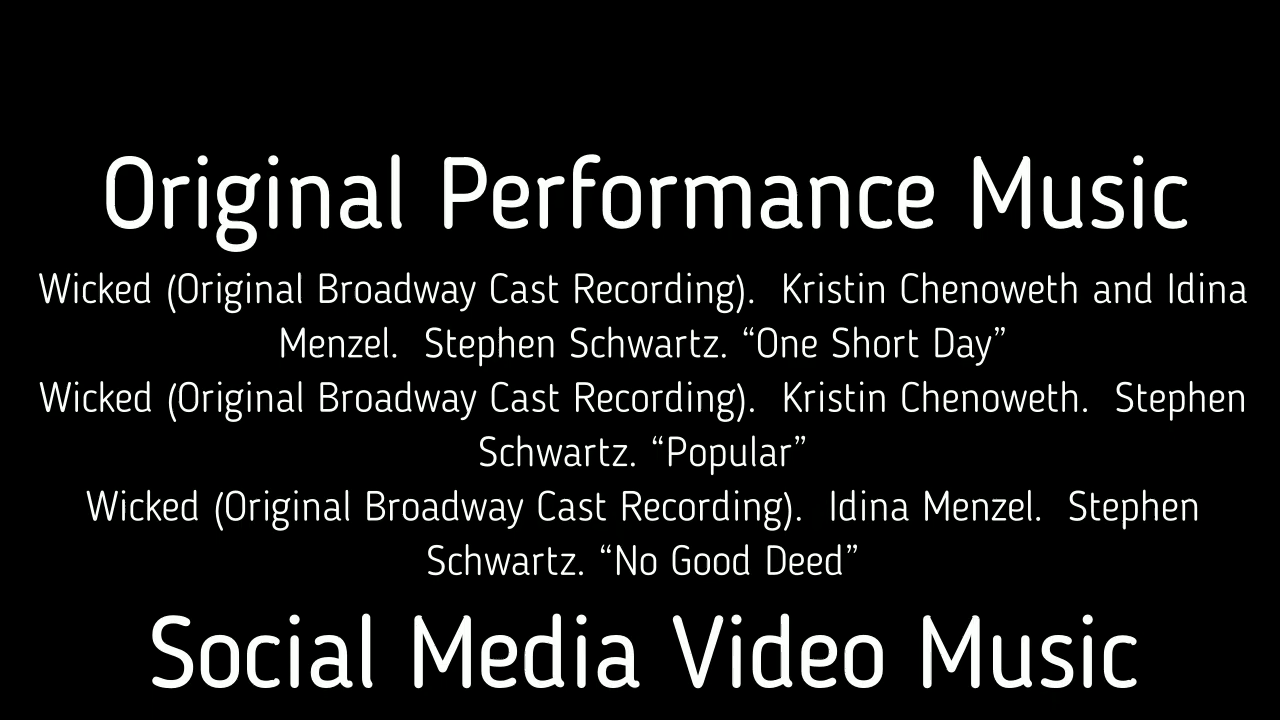 Original Performance Music
Wicked (Original Broadway Cast Recording).  Kristin Chenoweth and Idina
Menzel.  Stephen Schwartz. “One Short Day”
Wicked (Original Broadway Cast Recording).  Kristin Chenoweth.  Stephen
Schwartz. “Popular”
Wicked (Original Broadway Cast Recording).  Idina Menzel.  Stephen
Schwartz. “No Good Deed”
Social Media Video Music